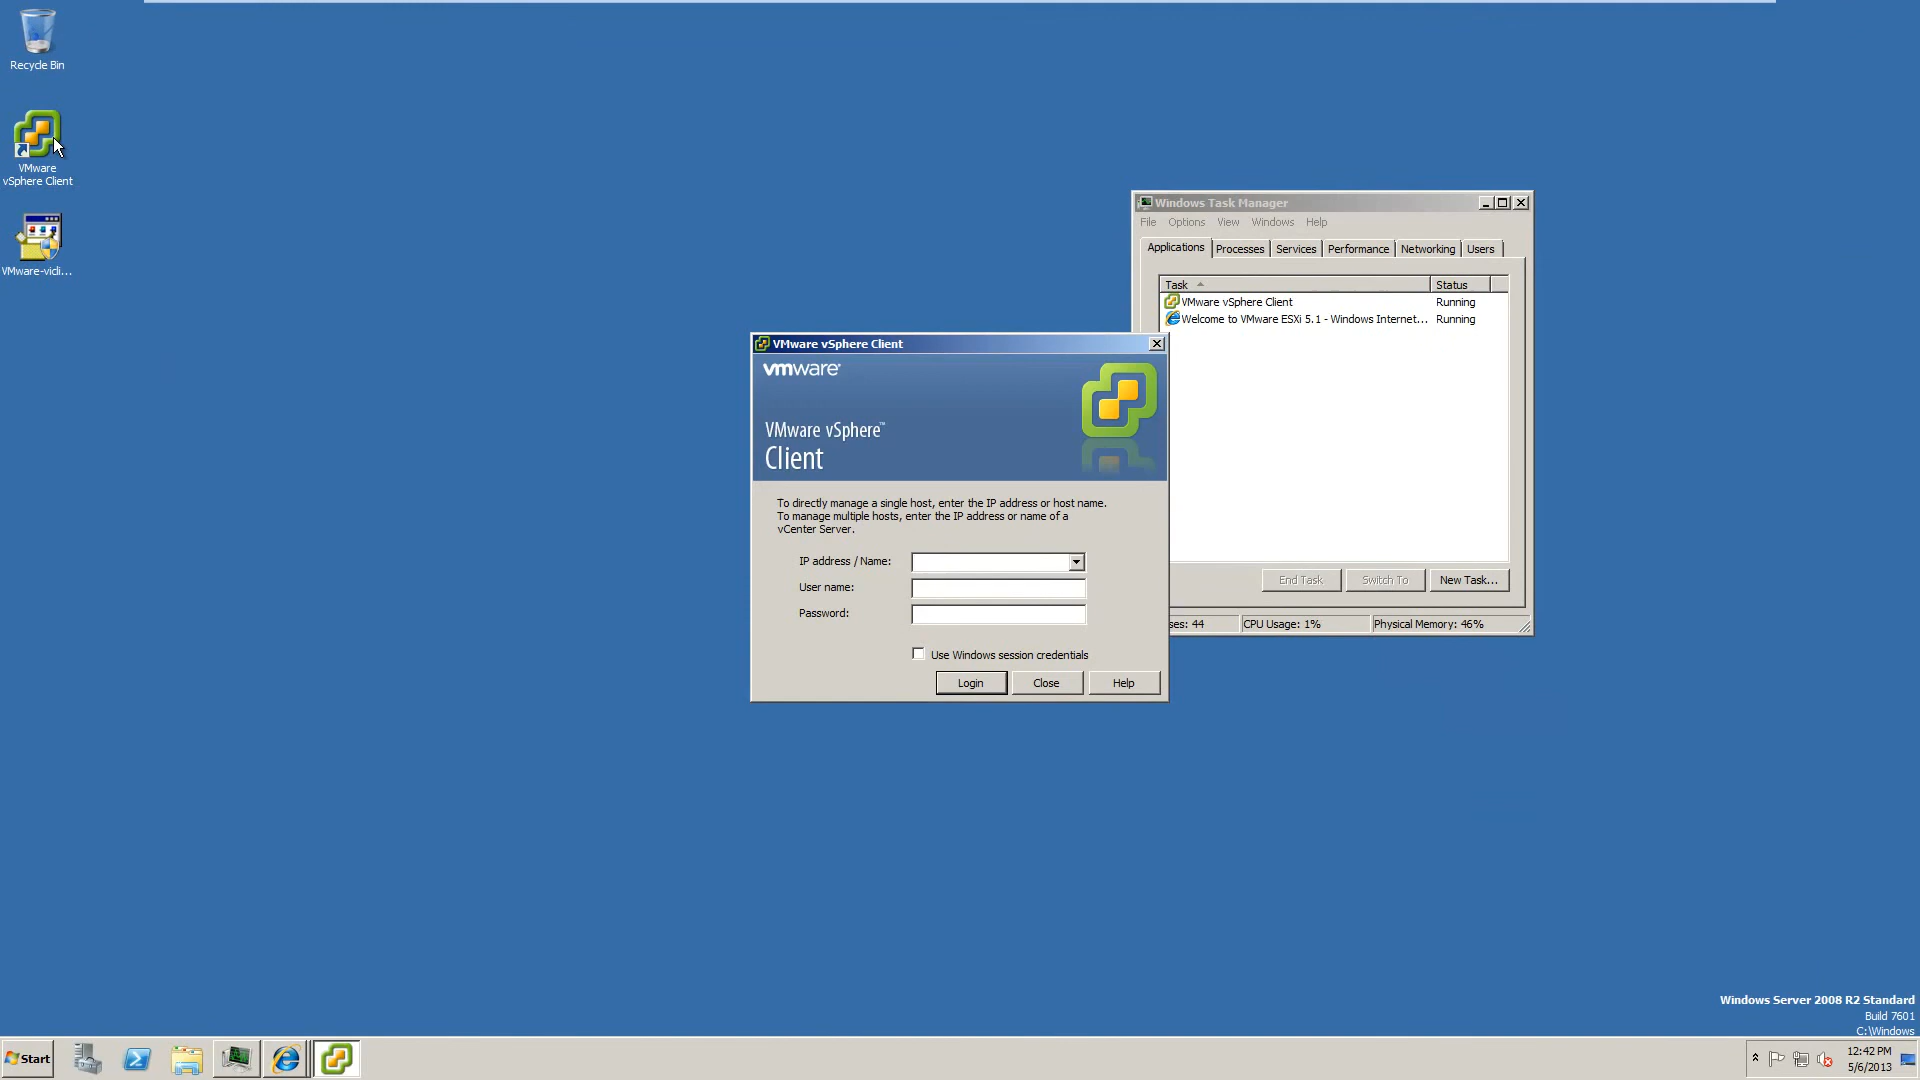 Recycle Bin
VMware
vSphere Client
VMware-vicli...
Windows Task Manager
File Options View Windows Help
Applications Processes Services Performance Networking Users
Task Status
VMware vSphere Client Running
Welcome to VMware ESXi 5.1 - Windows Internet... Running
End Task Switch To New Task...
ses: 44 CPU Usage: 1% Physical Memory: 46%
VMware vSphere Client
vmware
VMware vSphere™
Client
To directly manage a single host, enter the IP address or host name.
To manage multiple hosts, enter the IP address or name of a
vCenter Server.
IP address / Name:
User name:
Password:
Use Windows session credentials
Login Close Help
Windows Server 2008 R2 Standard
Build 7601
C:\Windows
Start
12:42 PM
5/6/2013